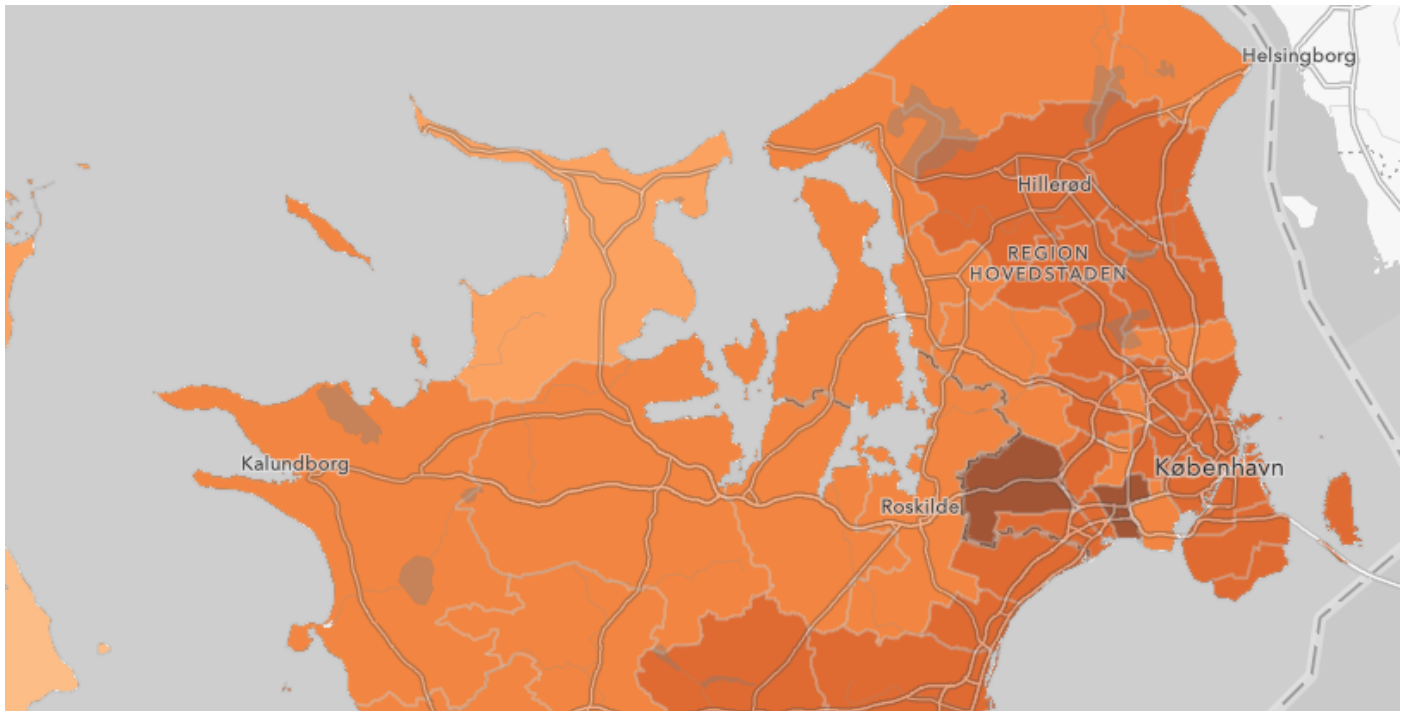 Helsingborg
Hillerød
REGION
HOVEDSTADEN
Kalundborg
København
Roskilde